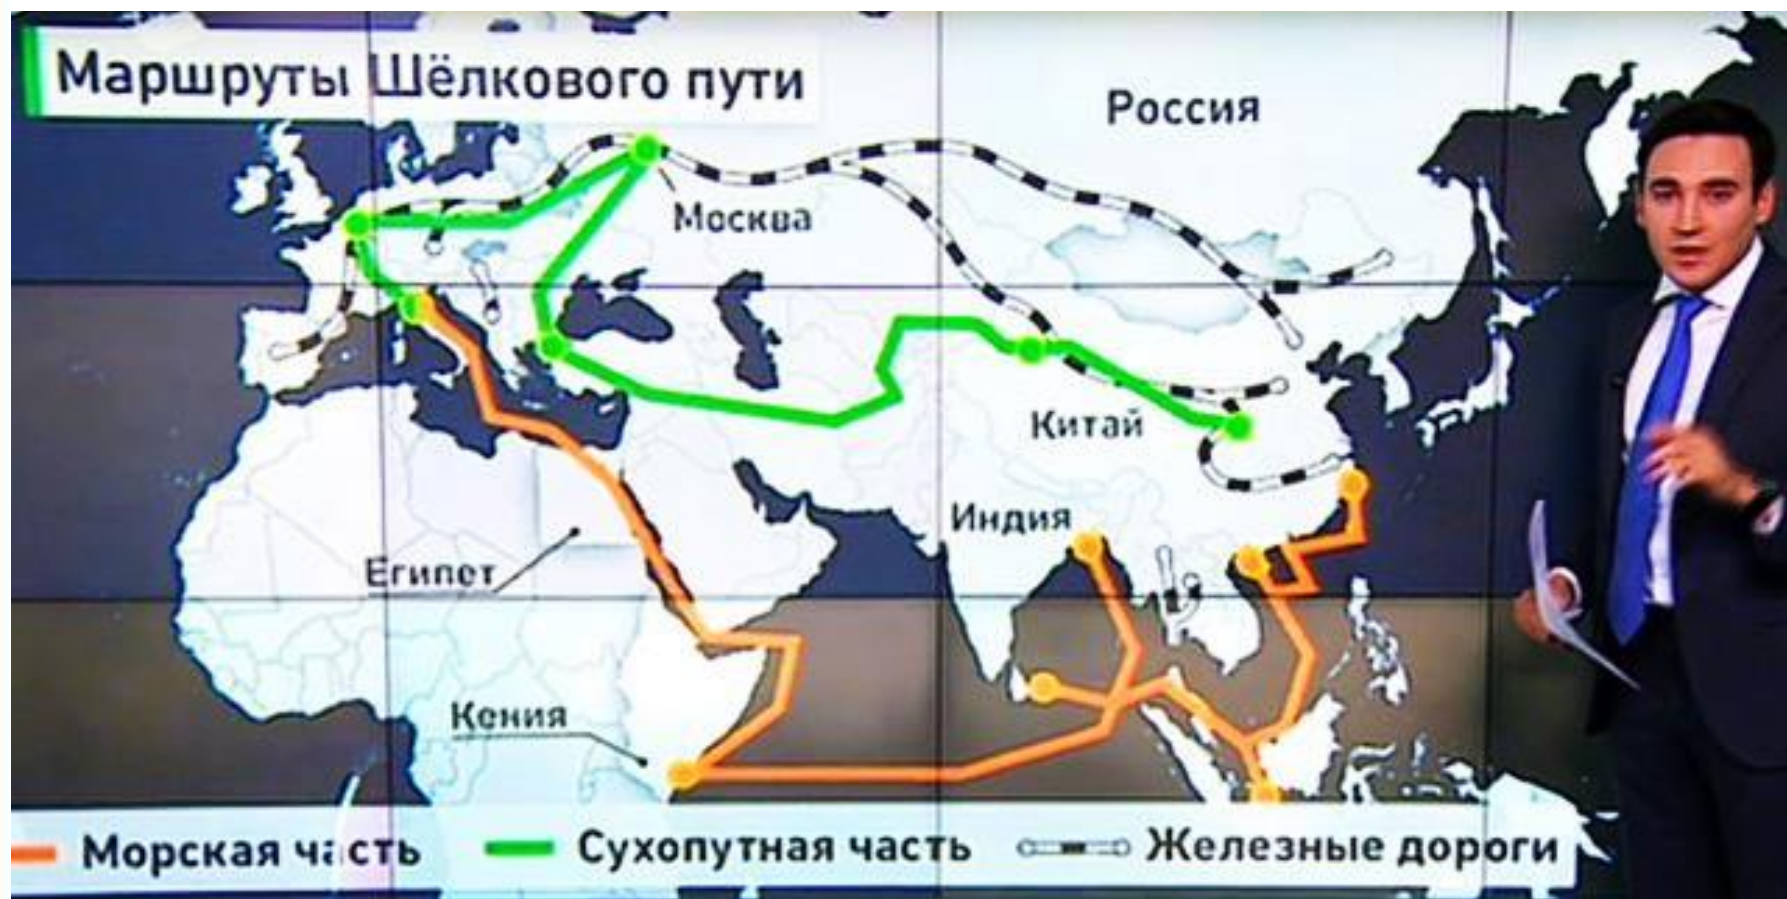 Маршруты Шёлкового пути
Россия
Москва
Китай
Индия
Египет
Кения
Морская часть
Сухопутная часть
Железные дороги